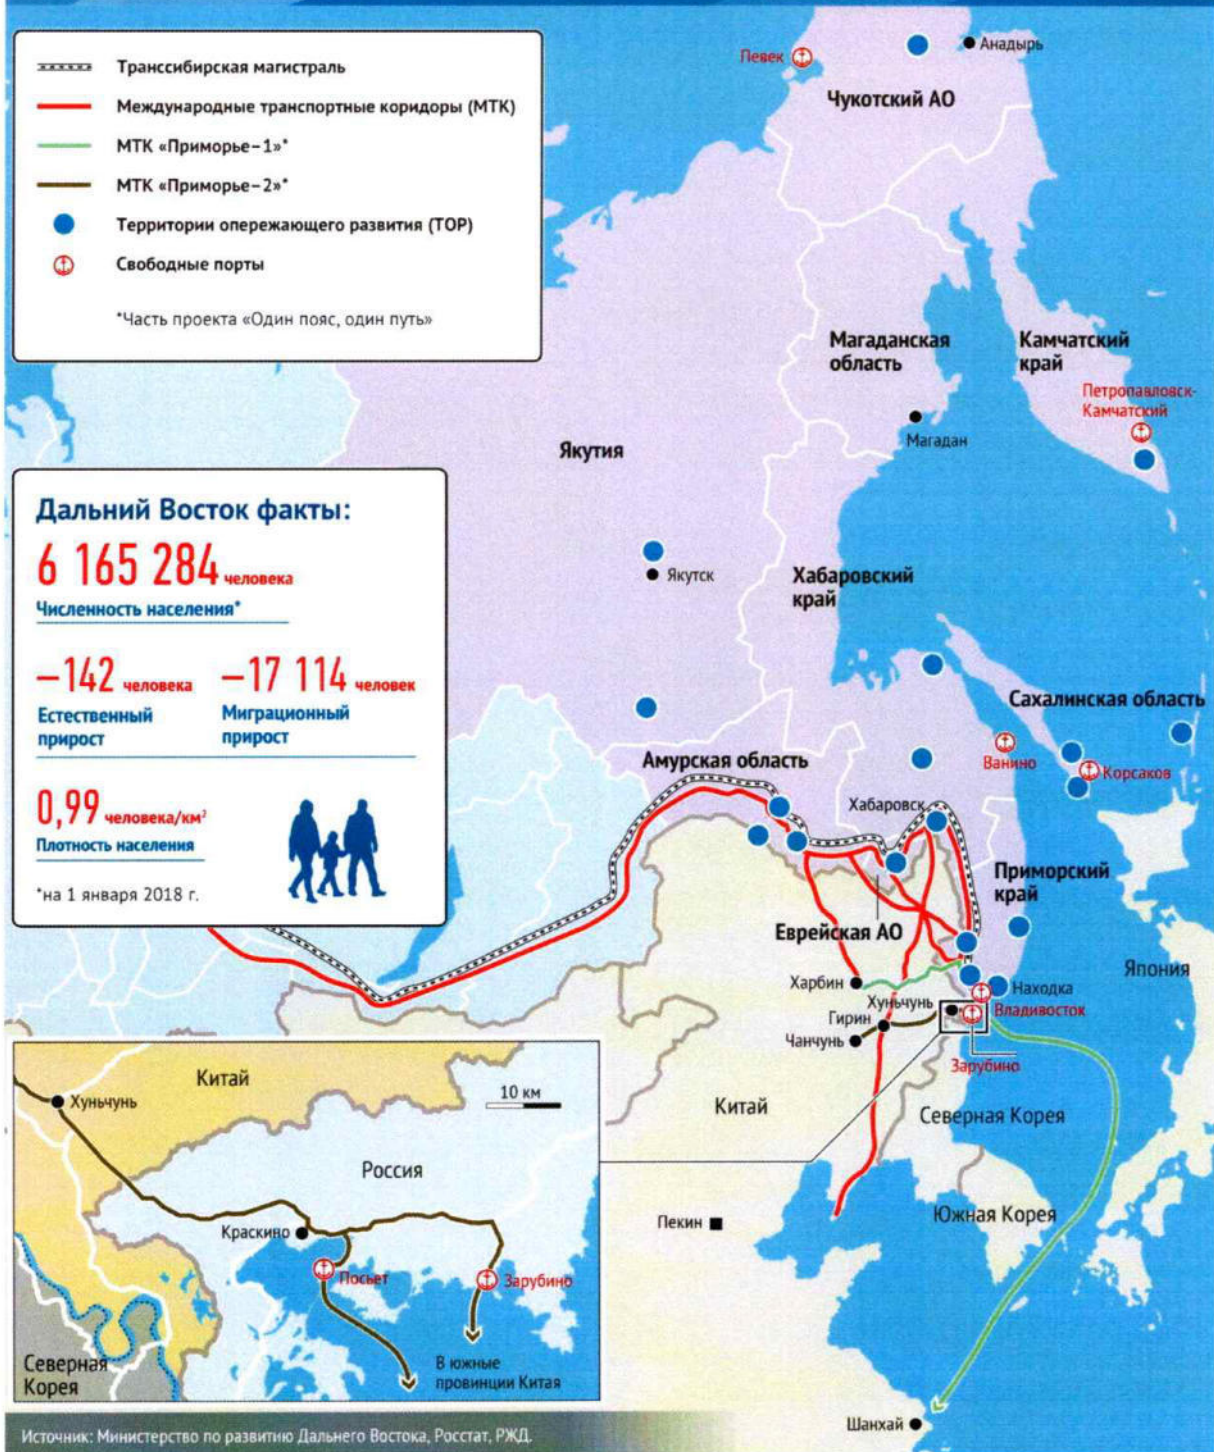 Транссибирская магистраль
Международные транспортные коридоры (МТК)
МТК «Приморье–1»*
МТК «Приморье–2»*
Территории опережающего развития (ТОР)
Свободные порты
*Часть проекта «Один пояс, один путь»
Певек
Анадырь
Чукотский АО
Магаданская
область
Камчатский
край
Петропавловск-
Камчатский
Магадан
Якутия
Якутск
Хабаровский
край
Дальний Восток факты:
6 165 284 человека
Численность населения*
–142 человека
Естественный
прирост
–17 114 человек
Миграционный
прирост
0,99 человека/км²
Плотность населения
*на 1 января 2018 г.
Сахалинская область
Амурская область
Ванино
Корсаков
Хабаровск
Приморский
край
Еврейская АО
Япония
Харбин
Находка
Хуньчунь
Владивосток
Гирин
Чанчунь
Зарубино
Китай
Северная Корея
Южная Корея
Пекин
Шанхай
Китай
Хуньчунь
10 км
Россия
Краскино
Посьет
Зарубино
В южные
провинции Китая
Северная
Корея
Источник: Министерство по развитию Дальнего Востока, Росстат, РЖД.